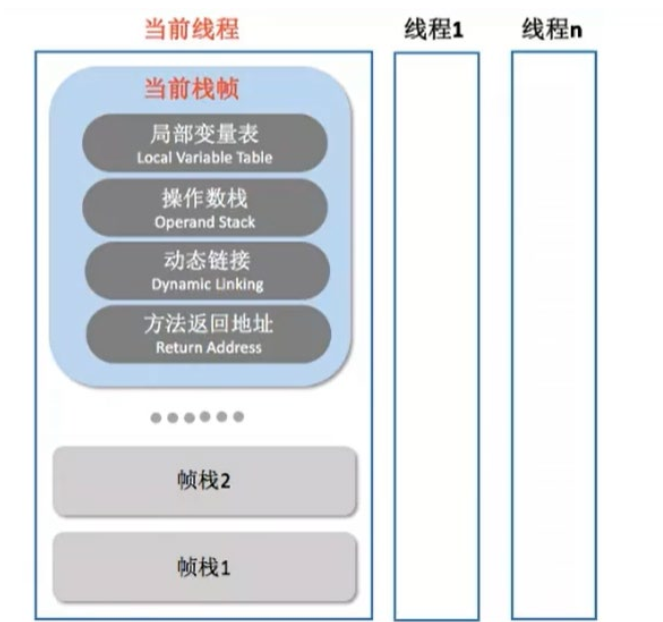 当前线程
线程1
线程n
当前栈帧
局部变量表
Local Variable Table
操作数栈
Operand Stack
动态链接
Dynamic Linking
方法返回地址
Return Address
帧栈2
帧栈1